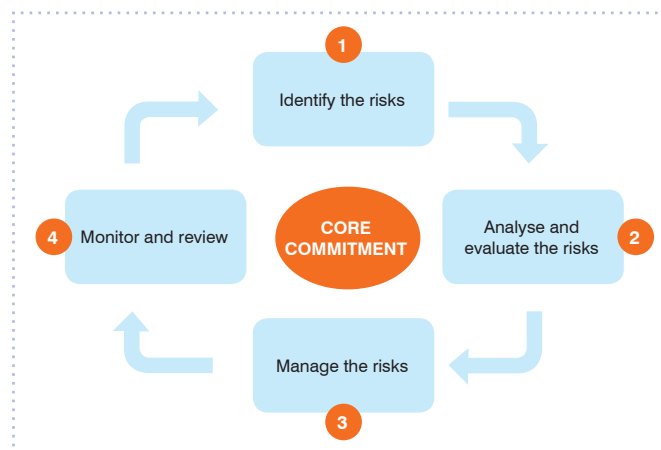 1
Identify the risks
2
Analyse and
evaluate the risks
3
Manage the risks
4
Monitor and review
CORE
COMMITMENT